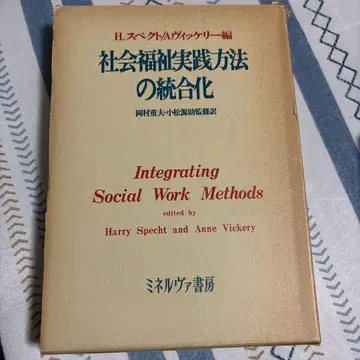 H.スペクト/A.ヴィッケリー編
社会福祉実践方法
の統合化
岡村重夫・小松源助監修訳
Integrating
Social Work Methods
edited by
Harry Specht and Anne Vickery
ミネルヴァ書房